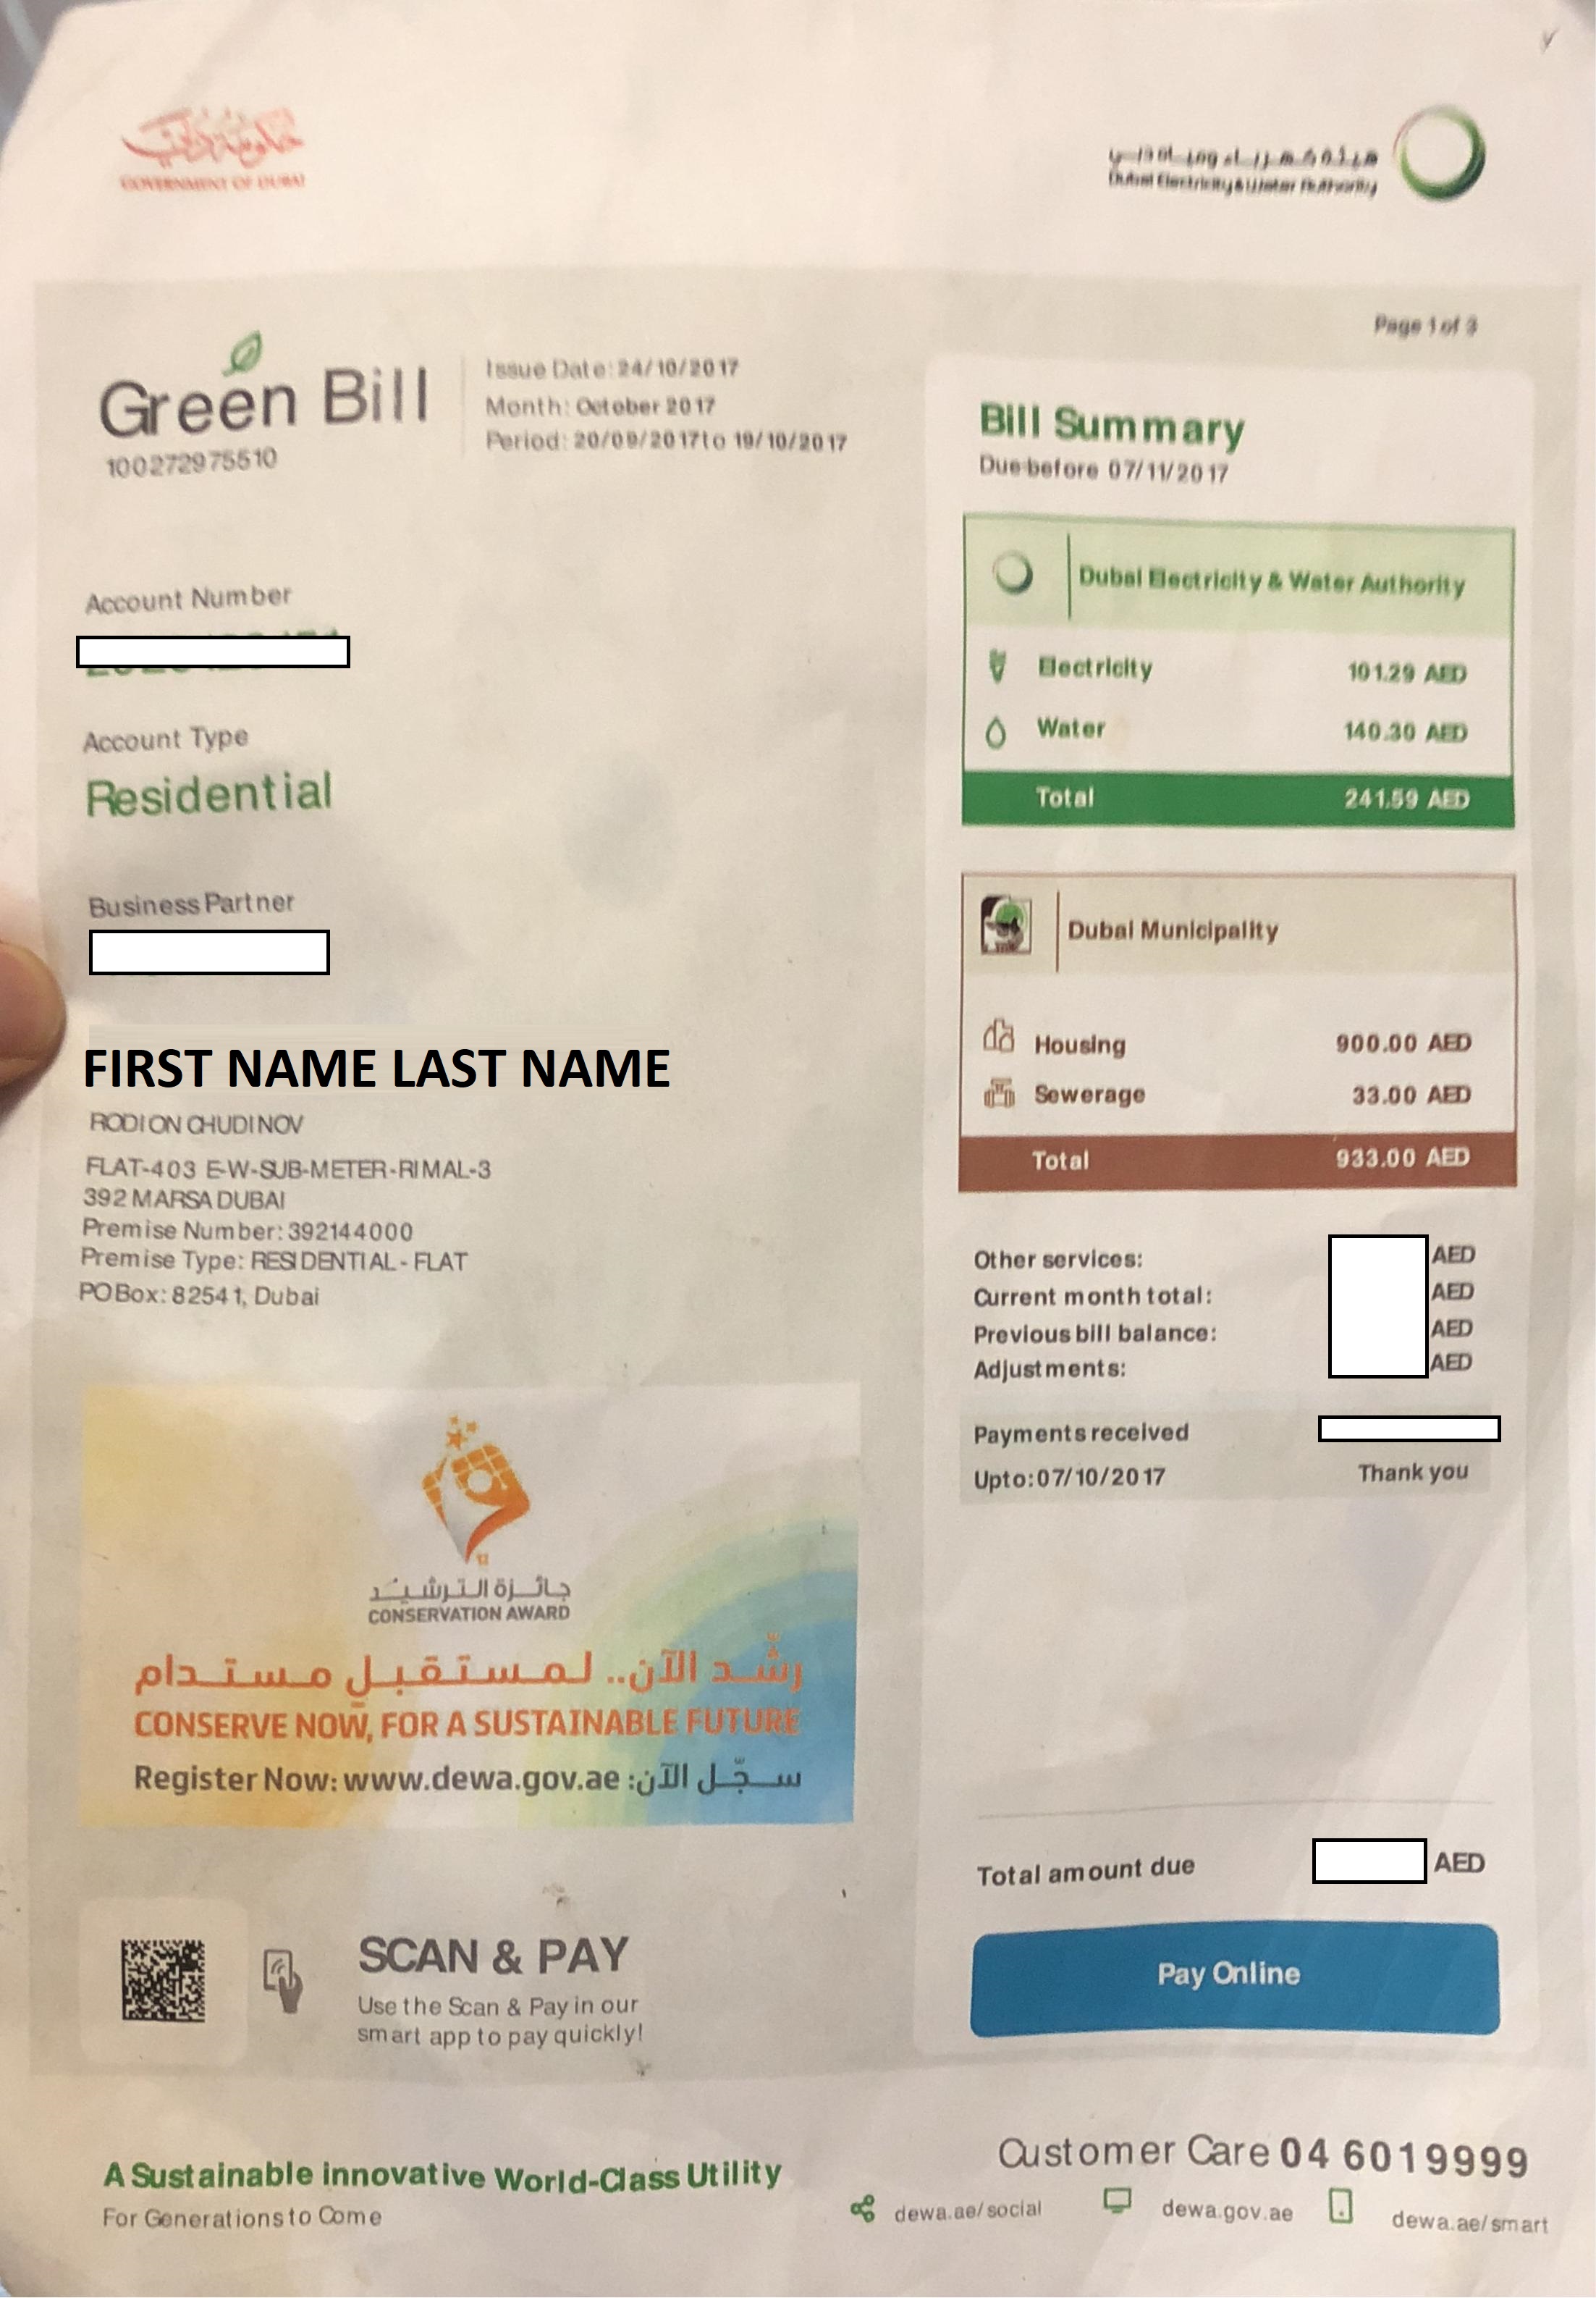 حكومة دبي
GOVERNMENT OF DUBAI
هيئة كهرباء ومياه دبي
Dubai Electricity & Water Authority
Page 1 of 3
Green Bill
100272975510
Issue Date: 24/10/2017
Month: October 2017
Period: 20/09/2017 to 19/10/2017
Account Number
Account Type
Residential
Business Partner
FIRST NAME LAST NAME
RODION CHUDINOV
FLAT-403 E-W-SUB-METER-RIMAL-3
392 MARSA DUBAI
Premise Number: 392144000
Premise Type: RESIDENTIAL - FLAT
PO Box: 82541, Dubai
جائزة الترشيد
CONSERVATION AWARD
رشّد الآن.. لمستقبل مستدام
CONSERVE NOW, FOR A SUSTAINABLE FUTURE
Register Now: www.dewa.gov.ae سجّل الآن:
SCAN & PAY
Use the Scan & Pay in our
smart app to pay quickly!
Bill Summary
Due before 07/11/2017
Dubai Electricity & Water Authority
Electricity 101.29 AED
Water 140.30 AED
Total 241.59 AED
Dubai Municipality
Housing 900.00 AED
Sewerage 33.00 AED
Total 933.00 AED
Other services: AED
Current month total: AED
Previous bill balance: AED
Adjustments: AED
Payments received
Upto: 07/10/2017 Thank you
Total amount due AED
Pay Online
A Sustainable innovative World-Class Utility
For Generations to Come
Customer Care 04 6019999
dewa.ae/social dewa.gov.ae dewa.ae/smart